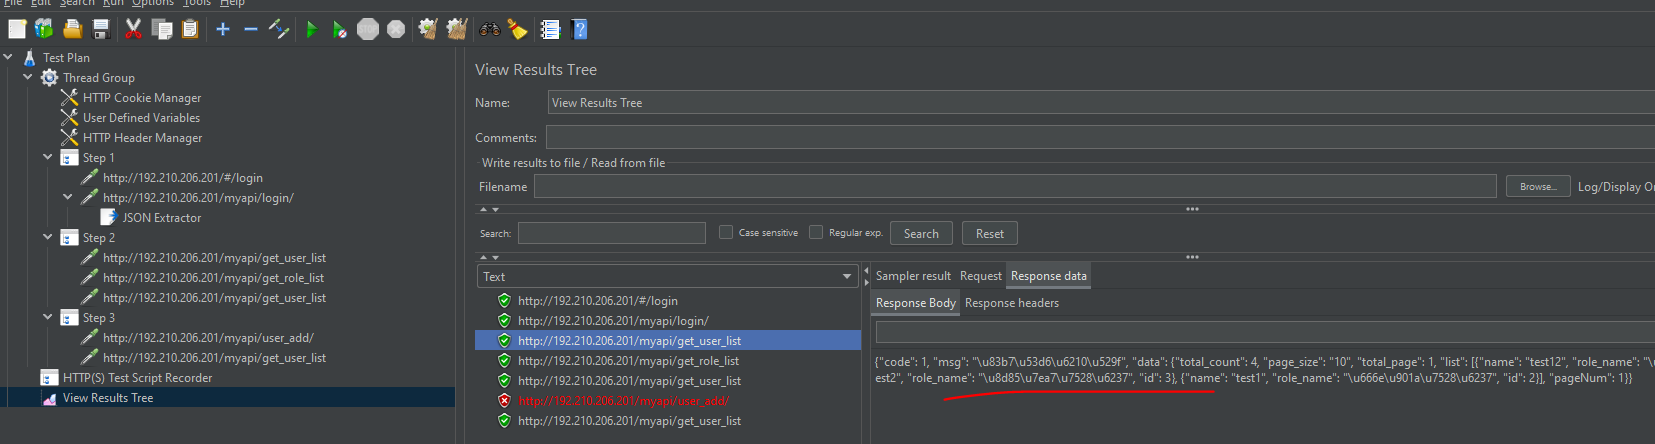 File Edit Search Run Options Tools Help
Test Plan
Thread Group
HTTP Cookie Manager
User Defined Variables
HTTP Header Manager
Step 1
http://192.210.206.201/#/login
http://192.210.206.201/myapi/login/
JSON Extractor
Step 2
http://192.210.206.201/myapi/get_user_list
http://192.210.206.201/myapi/get_role_list
http://192.210.206.201/myapi/get_user_list
Step 3
http://192.210.206.201/myapi/user_add/
http://192.210.206.201/myapi/get_user_list
HTTP(S) Test Script Recorder
View Results Tree
View Results Tree
Name: View Results Tree
Comments:
Write results to file / Read from file
Filename Browse... Log/Display On
Search: Case sensitive Regular exp. Search Reset
Text
http://192.210.206.201/#/login
http://192.210.206.201/myapi/login/
http://192.210.206.201/myapi/get_user_list
http://192.210.206.201/myapi/get_role_list
http://192.210.206.201/myapi/get_user_list
http://192.210.206.201/myapi/user_add/
http://192.210.206.201/myapi/get_user_list
Sampler result Request Response data
Response Body Response headers
{"code": 1, "msg": "\u83b7\u53d6\u6210\u529f", "data": {"total_count": 4, "page_size": "10", "total_page": 1, "list": [{"name": "test12", "role_name": "\u
est2", "role_name": "\u8d85\u7ea7\u7528\u6237", "id": 3}, {"name": "test1", "role_name": "\u666e\u901a\u7528\u6237", "id": 2}], "pageNum": 1}}